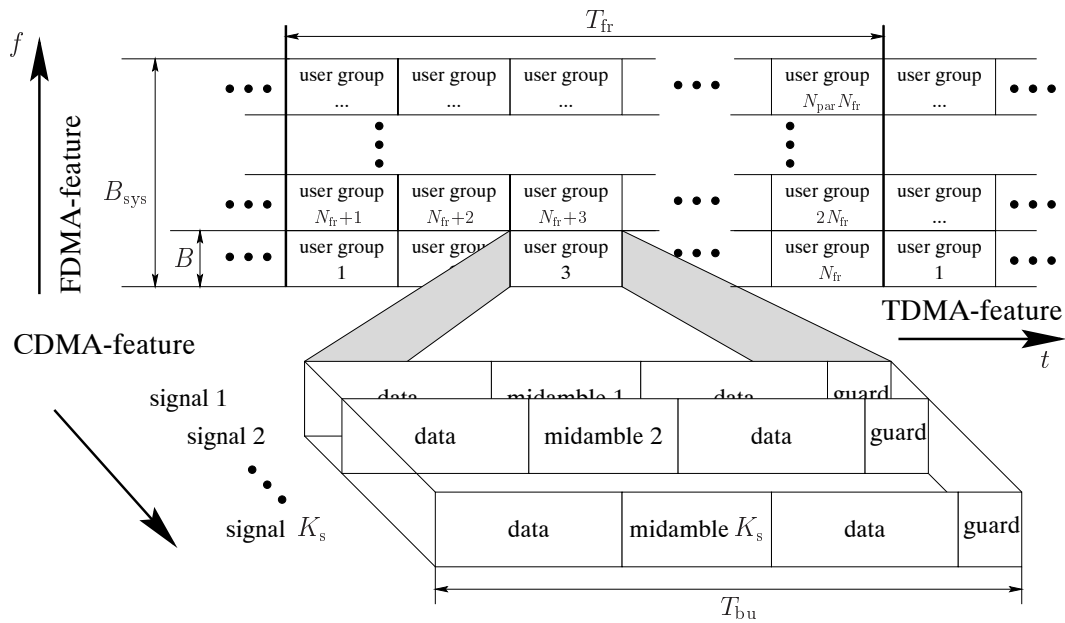 T_fr
f
user group user group user group user group user group
... ... ... N_par N_fr ...
FDMA-feature
B_sys
user group user group user group user group user group
N_fr+1 N_fr+2 N_fr+3 2N_fr ...
B
user group user group user group user group
1 3 N_fr 1
TDMA-feature
t
CDMA-feature
data midamble 1 data guard
signal 1
signal 2
data midamble 2 data guard
signal K_s
data midamble K_s data guard
T_bu